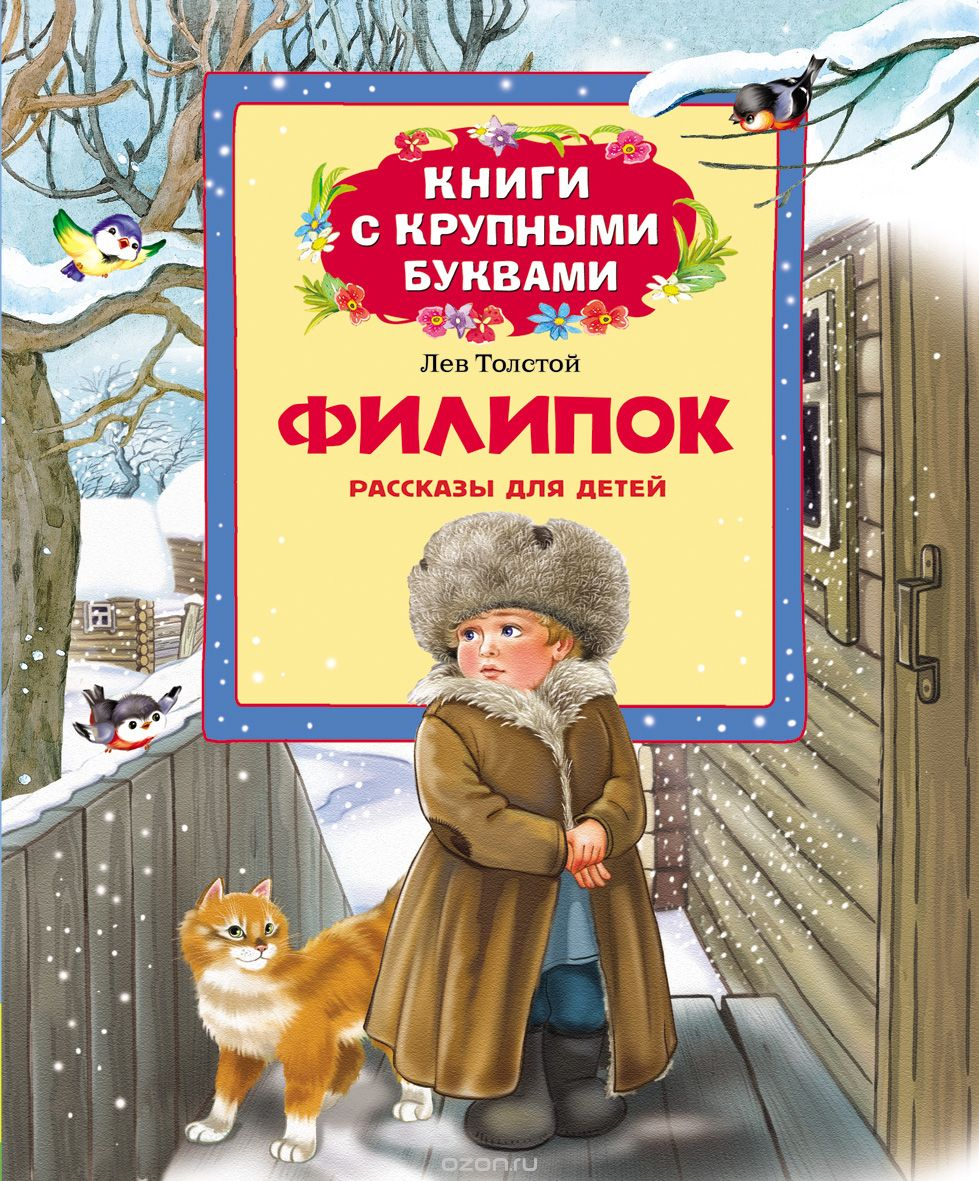 КНИГИ
С КРУПНЫМИ
БУКВАМИ
Лев Толстой
ФИЛИПОК
РАССКАЗЫ ДЛЯ ДЕТЕЙ
ozon.ru